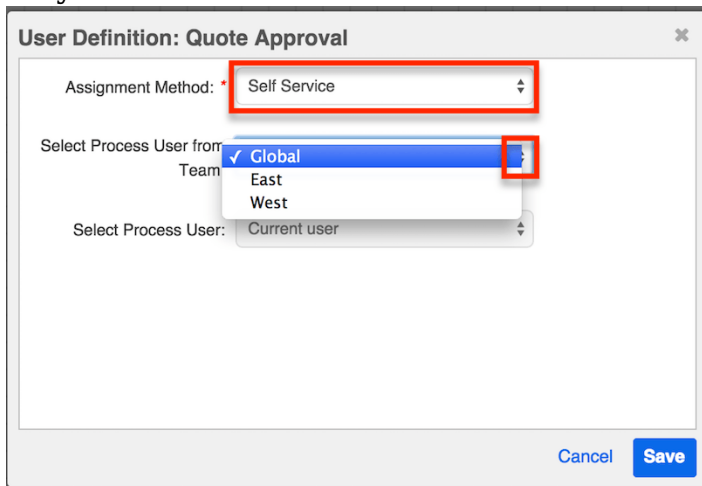 User Definition: Quote Approval
Assignment Method: * Self Service
Select Process User from
Team
✓ Global
East
West
Select Process User: Current user
Cancel Save